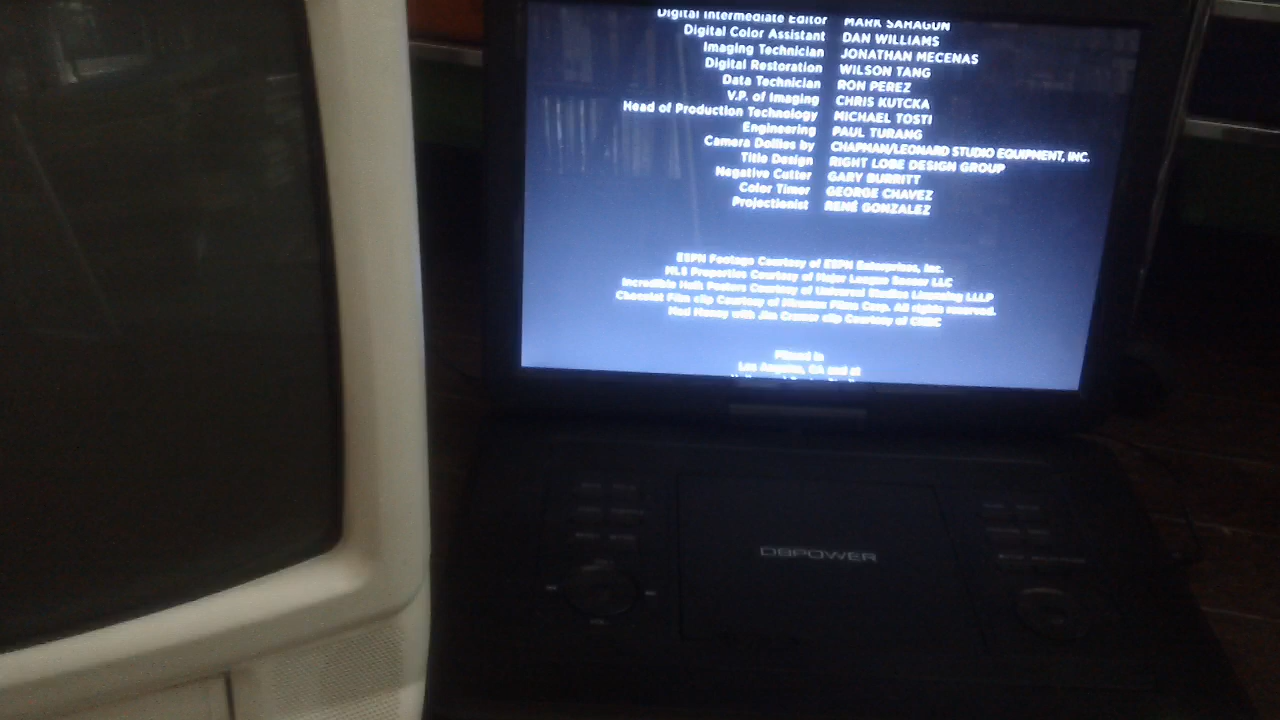 Digital Intermediate Editor MARK SAHAGUN
Digital Color Assistant DAN WILLIAMS
Imaging Technician JONATHAN MECENAS
Digital Restoration WILSON TANG
Data Technician RON PEREZ
V.P. of Imaging CHRIS KUTCKA
Head of Production Technology MICHAEL TOSTI
Engineering PAUL TURANG
Camera Dollies by CHAPMAN/LEONARD STUDIO EQUIPMENT, INC.
Title Design RIGHT LOBE DESIGN GROUP
Negative Cutter GARY BURRITT
Color Timer GEORGE CHAVEZ
Projectionist RENÉ GONZALEZ
ESPN Footage Courtesy of ESPN Enterprises, Inc.
MLS Properties Courtesy of Major League Soccer LLC
Incredible Hulk Posters Courtesy of Universal Studios Licensing LLLP
Chocolat Film clip Courtesy of Miramax Films Corp. All rights reserved.
Mad Money with Jim Cramer clip Courtesy of CNBC
Filmed in
Los Angeles, CA and at
DBPOWER